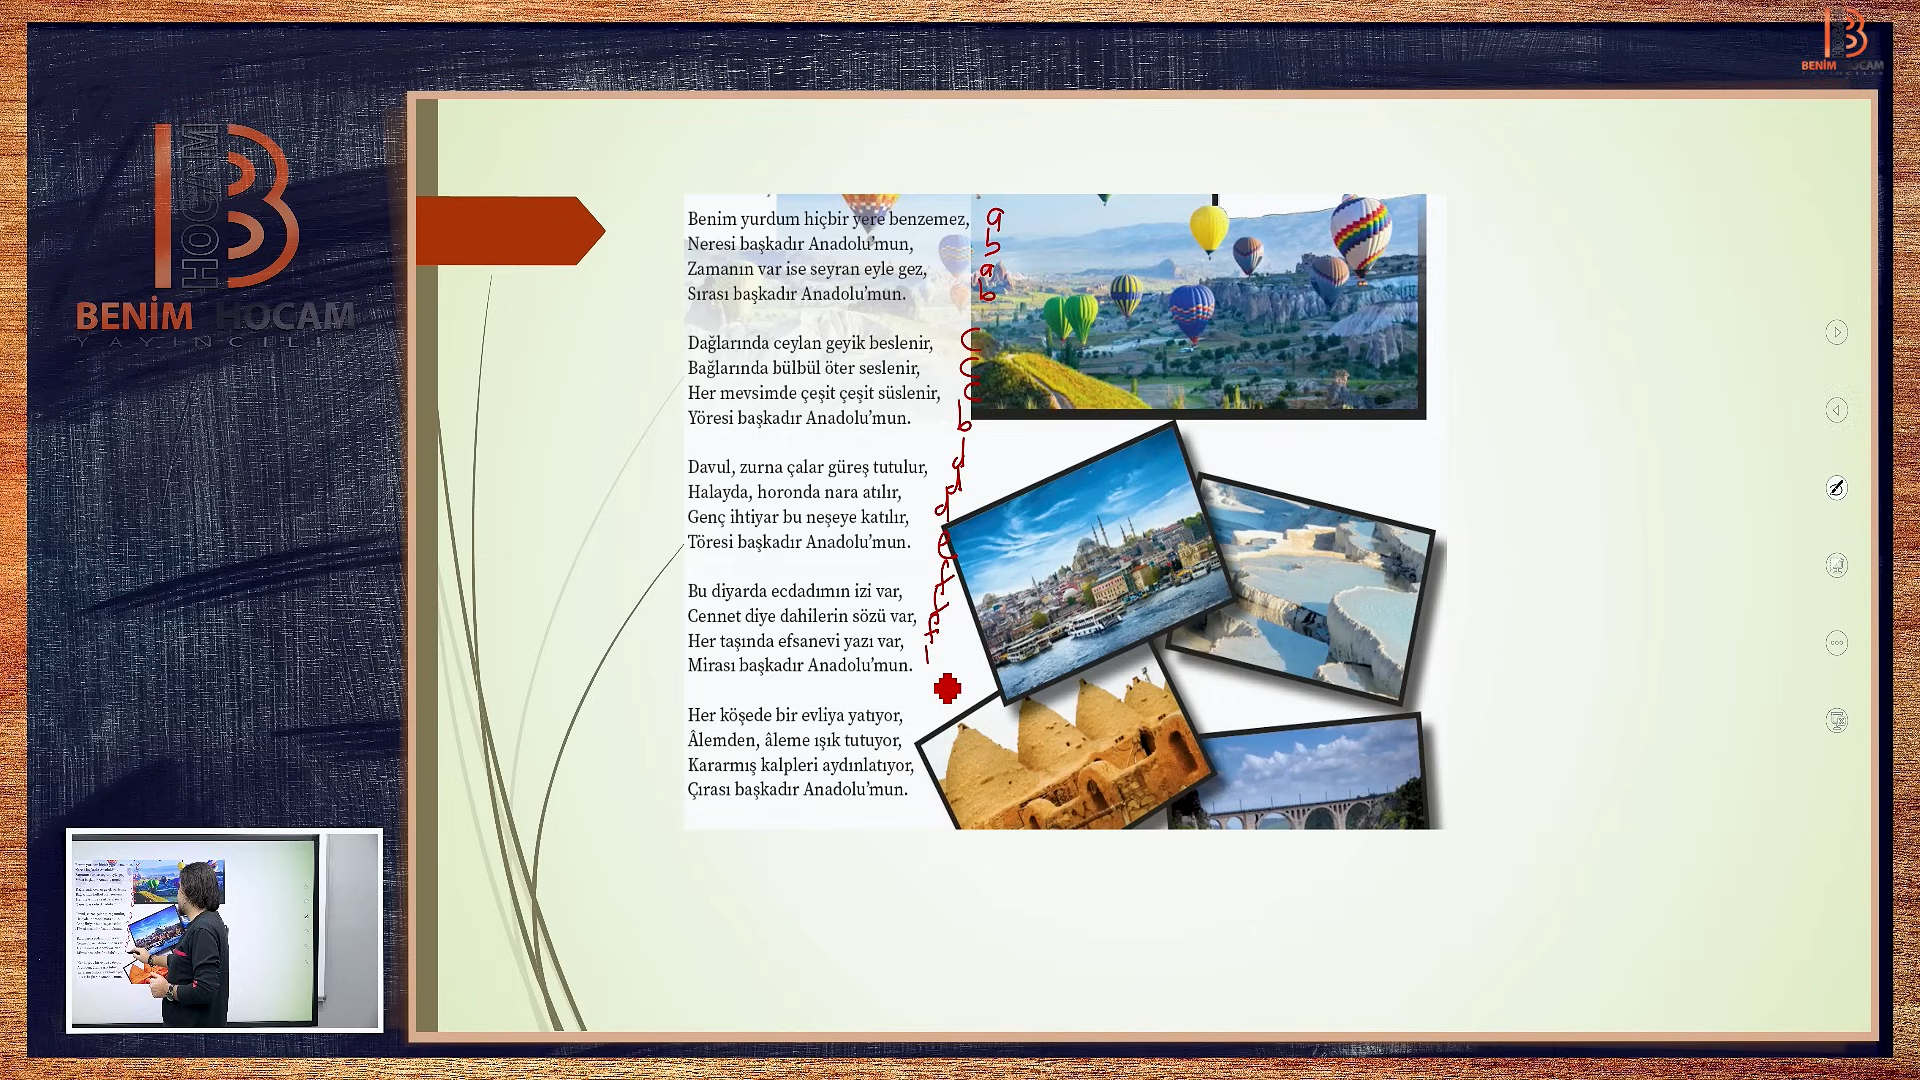 BENİM HOCAM
YAYINCILIK
HOCAM
BENİM HOCAM
YAYINCILIK
Benim yurdum hiçbir yere benzemez, a
Neresi başkadır Anadolu'mun, b
Zamanın var ise seyran eyle gez, a
Sırası başkadır Anadolu'mun. b
Dağlarında ceylan geyik beslenir, c
Bağlarında bülbül öter seslenir, c
Her mevsimde çeşit çeşit süslenir, c
Yöresi başkadır Anadolu'mun. b
Davul, zurna çalar güreş tutulur, d
Halayda, horonda nara atılır, d
Genç ihtiyar bu neşeye katılır, d
Töresi başkadır Anadolu'mun.
Bu diyarda ecdadımın izi var,
Cennet diye dahilerin sözü var,
Her taşında efsanevi yazı var,
Mirası başkadır Anadolu'mun.
Her köşede bir evliya yatıyor,
Âlemden, âleme ışık tutuyor,
Kararmış kalpleri aydınlatıyor,
Çırası başkadır Anadolu'mun.